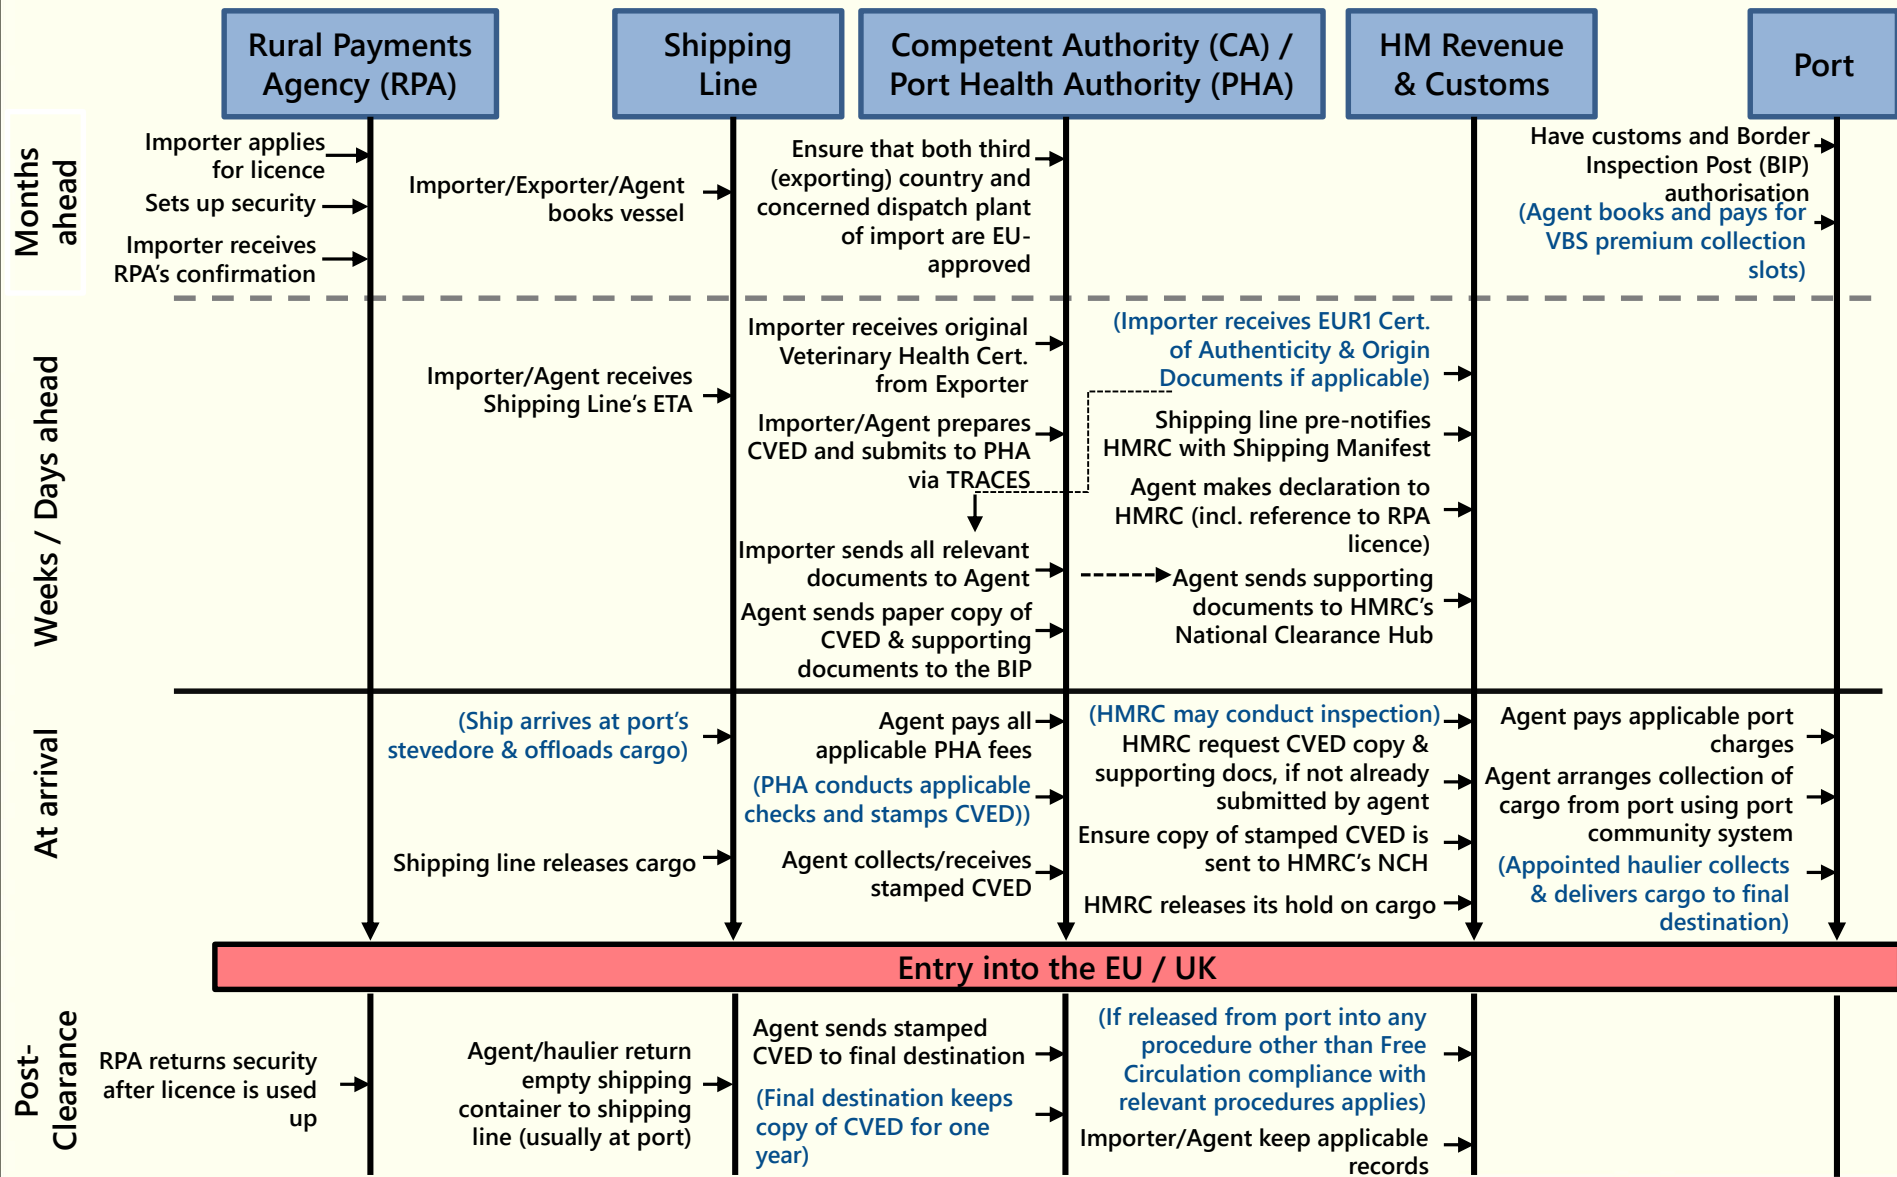 Rural Payments
Agency (RPA)
Shipping
Line
Competent Authority (CA) /
Port Health Authority (PHA)
HM Revenue
& Customs
Port
Months
ahead
Importer applies
for licence
Sets up security
Importer receives
RPA's confirmation
Importer/Exporter/Agent
books vessel
Ensure that both third
(exporting) country and
concerned dispatch plant
of import are EU-
approved
Have customs and Border
Inspection Post (BIP)
authorisation
(Agent books and pays for
VBS premium collection
slots)
Weeks / Days ahead
Importer/Agent receives
Shipping Line's ETA
Importer receives original
Veterinary Health Cert.
from Exporter
Importer/Agent prepares
CVED and submits to PHA
via TRACES
Importer sends all relevant
documents to Agent
Agent sends paper copy of
CVED & supporting
documents to the BIP
(Importer receives EUR1 Cert.
of Authenticity & Origin
Documents if applicable)
Shipping line pre-notifies
HMRC with Shipping Manifest
Agent makes declaration to
HMRC (incl. reference to RPA
licence)
Agent sends supporting
documents to HMRC's
National Clearance Hub
At arrival
(Ship arrives at port's
stevedore & offloads cargo)
Shipping line releases cargo
Agent pays all
applicable PHA fees
(PHA conducts applicable
checks and stamps CVED))
Agent collects/receives
stamped CVED
(HMRC may conduct inspection)
HMRC request CVED copy &
supporting docs, if not already
submitted by agent
Ensure copy of stamped CVED is
sent to HMRC's NCH
HMRC releases its hold on cargo
Agent pays applicable port
charges
Agent arranges collection of
cargo from port using port
community system
(Appointed haulier collects
& delivers cargo to final
destination)
Entry into the EU / UK
Post-
Clearance
RPA returns security
after licence is used
up
Agent/haulier return
empty shipping
container to shipping
line (usually at port)
Agent sends stamped
CVED to final destination
(Final destination keeps
copy of CVED for one
year)
(If released from port into any
procedure other than Free
Circulation compliance with
relevant procedures applies)
Importer/Agent keep applicable
records